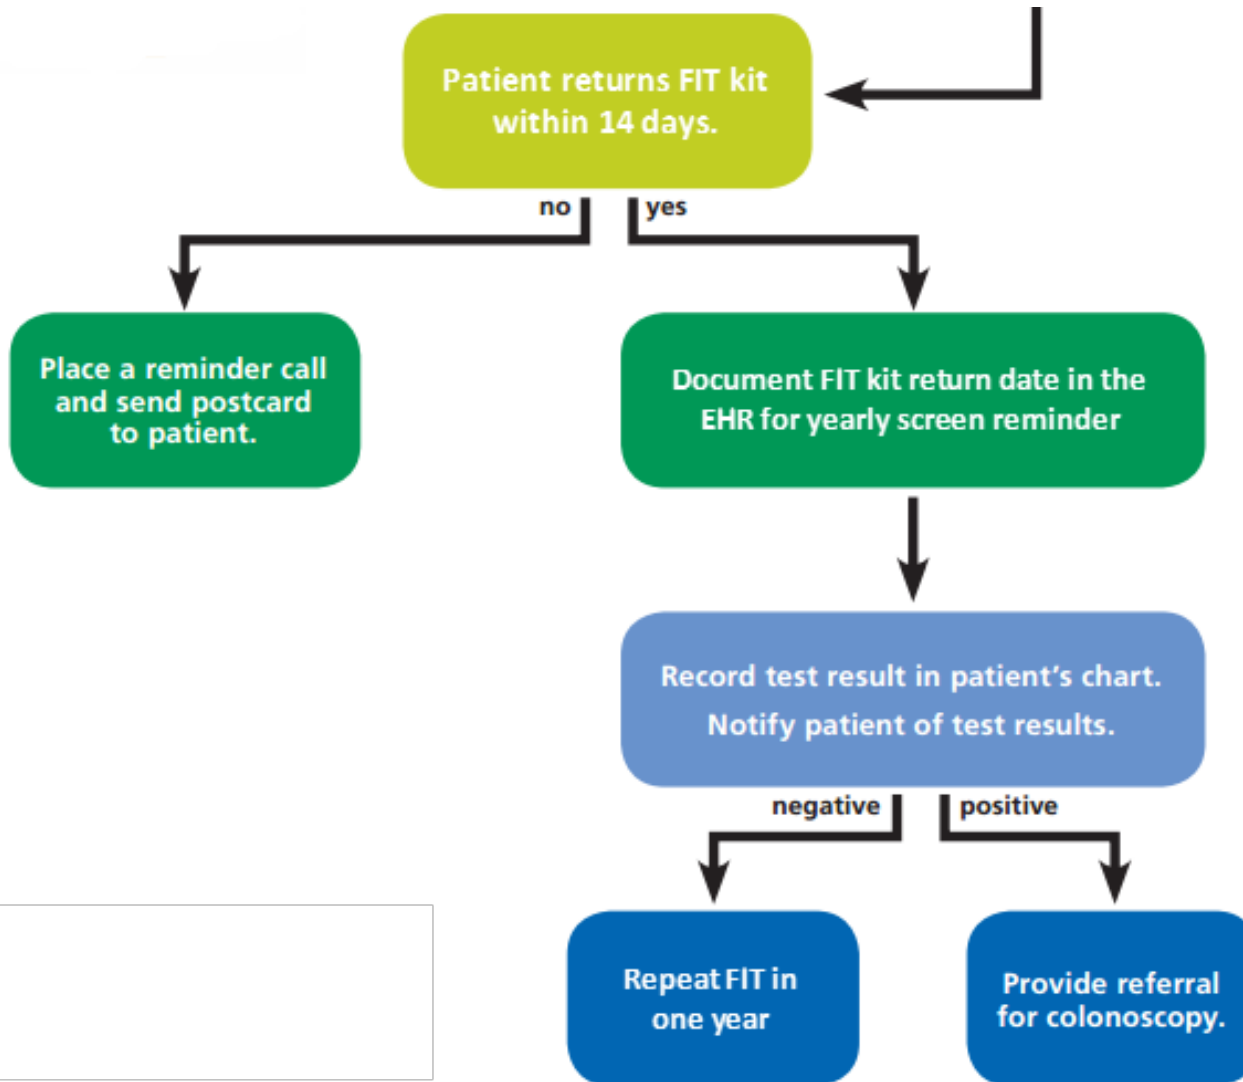 Patient returns FIT kit
within 14 days.
no
yes
Place a reminder call
and send postcard
to patient.
Document FIT kit return date in the
EHR for yearly screen reminder
Record test result in patient’s chart.
Notify patient of test results.
negative
positive
Repeat FIT in
one year
Provide referral
for colonoscopy.